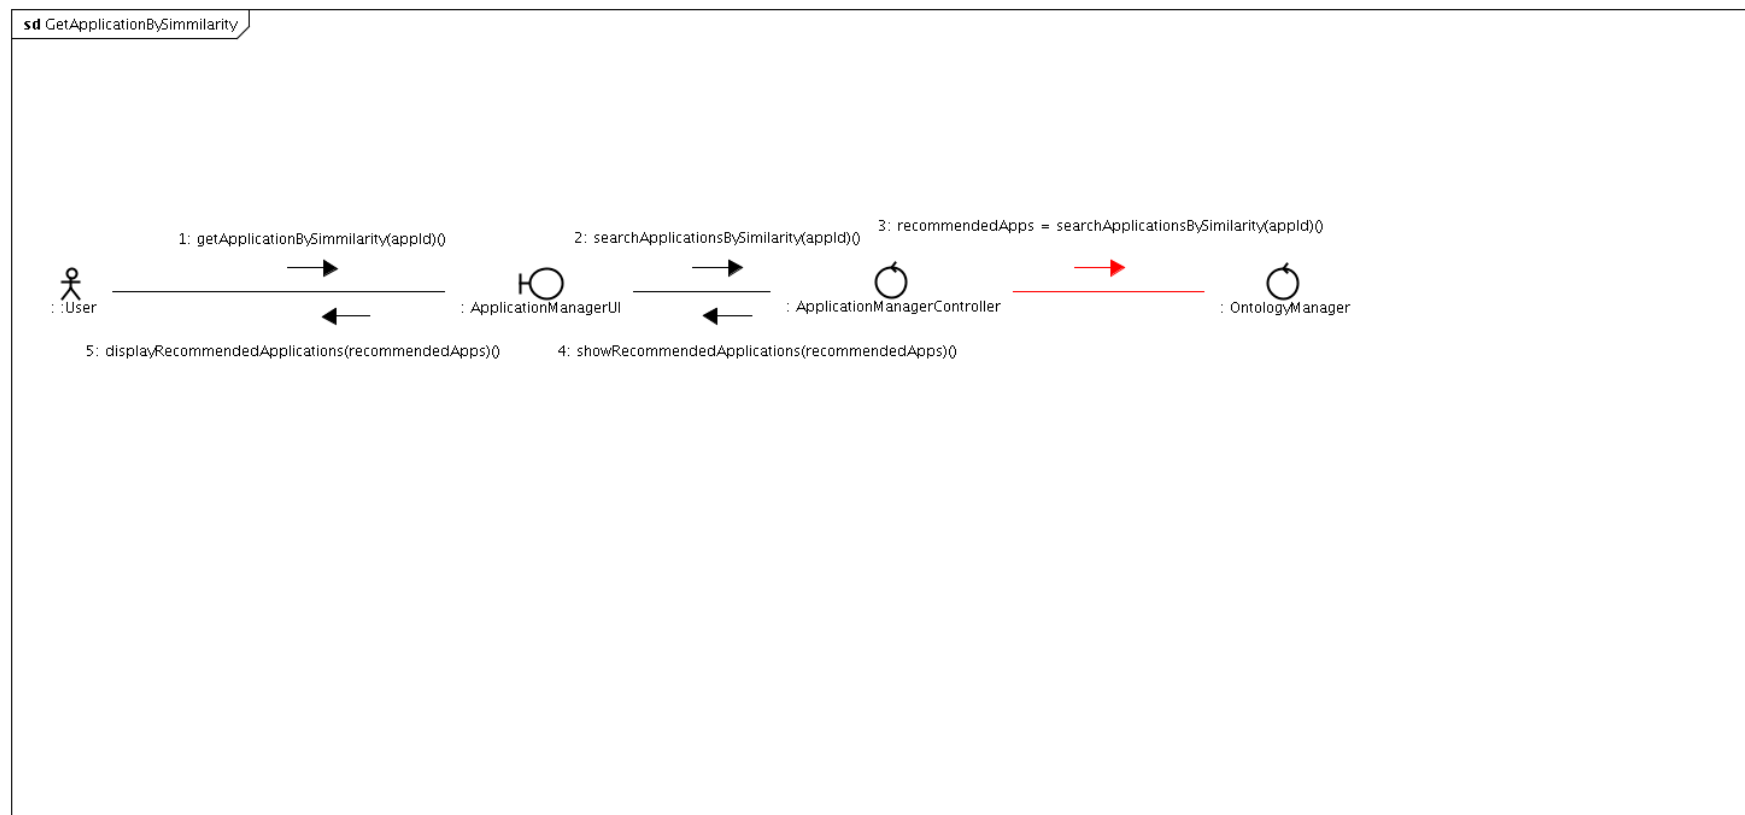 sd GetApplicationBySimmilarity
3: recommendedApps = searchApplicationsBySimilarity(appId)()
1: getApplicationBySimmilarity(appId)()
2: searchApplicationsBySimilarity(appId)()
: :User
: ApplicationManagerUI
: ApplicationManagerController
: OntologyManager
5: displayRecommendedApplications(recommendedApps)()
4: showRecommendedApplications(recommendedApps)()